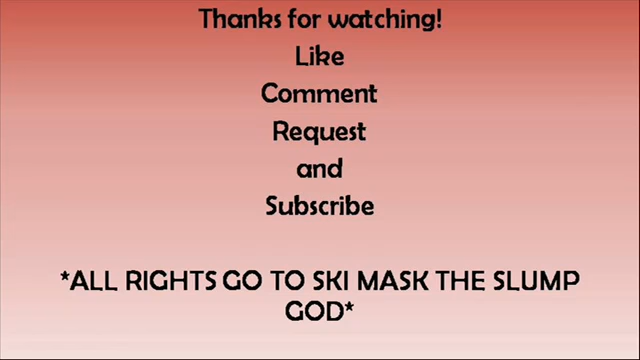 Thanks for watching!
Like
Comment
Request
and
Subscribe
*ALL RIGHTS GO TO SKI MASK THE SLUMP
GOD*